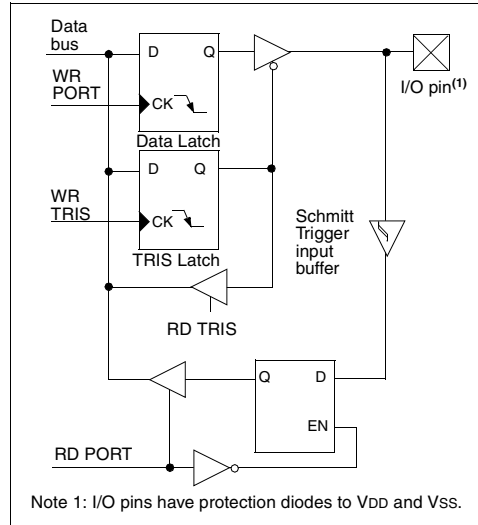 Data
bus
D
Q
WR
PORT
CK
I/O pin(1)
Data Latch
D
Q
WR
TRIS
CK
Schmitt
Trigger
input
buffer
TRIS Latch
RD TRIS
Q
D
EN
RD PORT
Note 1: I/O pins have protection diodes to VDD and VSS.